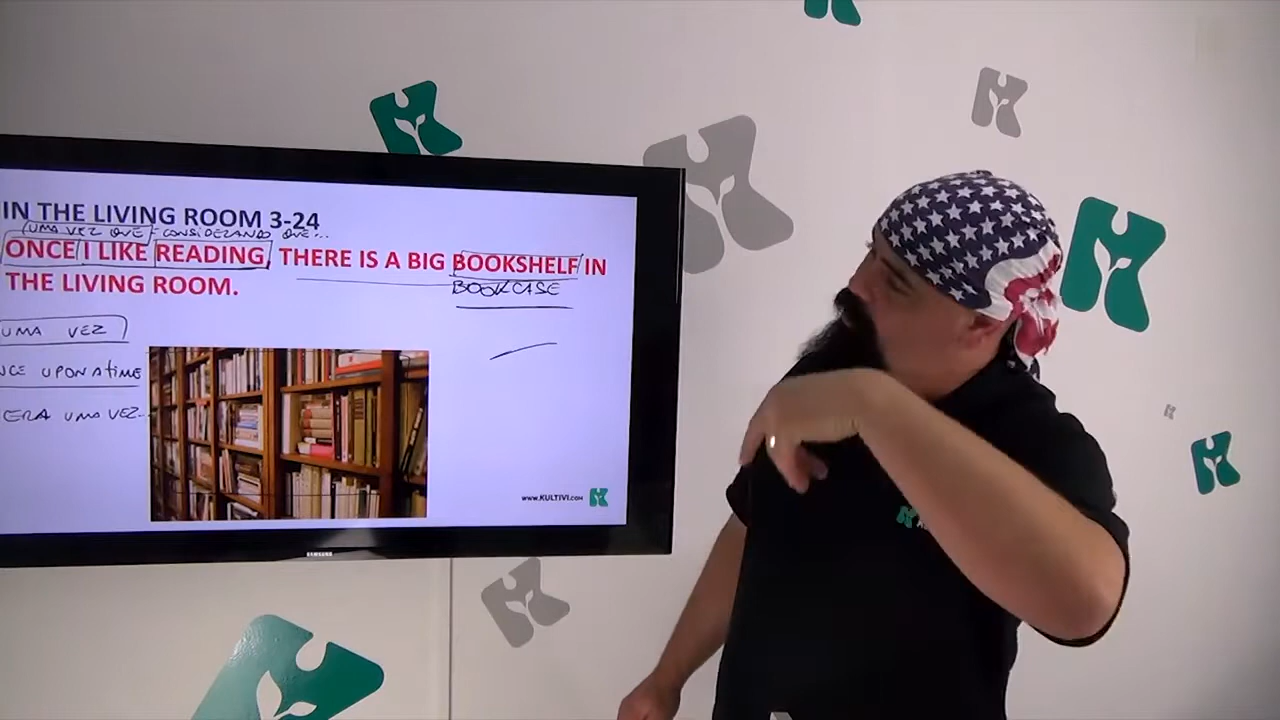 IN THE LIVING ROOM 3-24
UMA VEZ QUE - CONSIDERANDO QUE...
ONCE I LIKE READING, THERE IS A BIG BOOKSHELF IN
THE LIVING ROOM.
BOOKCASE
UMA VEZ
NCE UPON A TIME
ERA UMA VEZ...
WWW.KULTIVI.COM
SAMSUNG